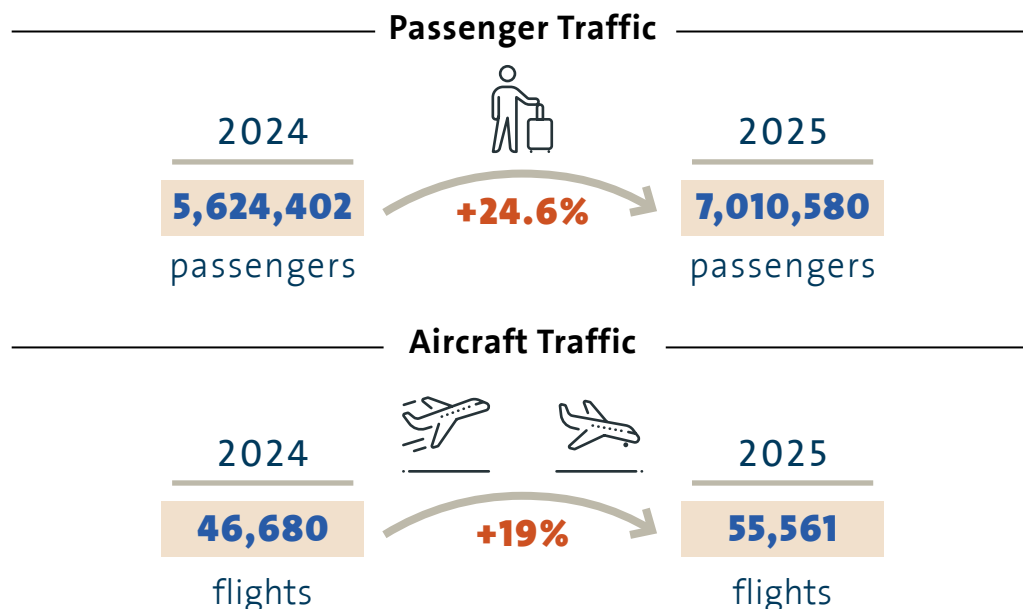 Passenger Traffic
2024
2025
5,624,402
+24.6%
7,010,580
passengers
passengers
Aircraft Traffic
2024
2025
46,680
+19%
55,561
flights
flights